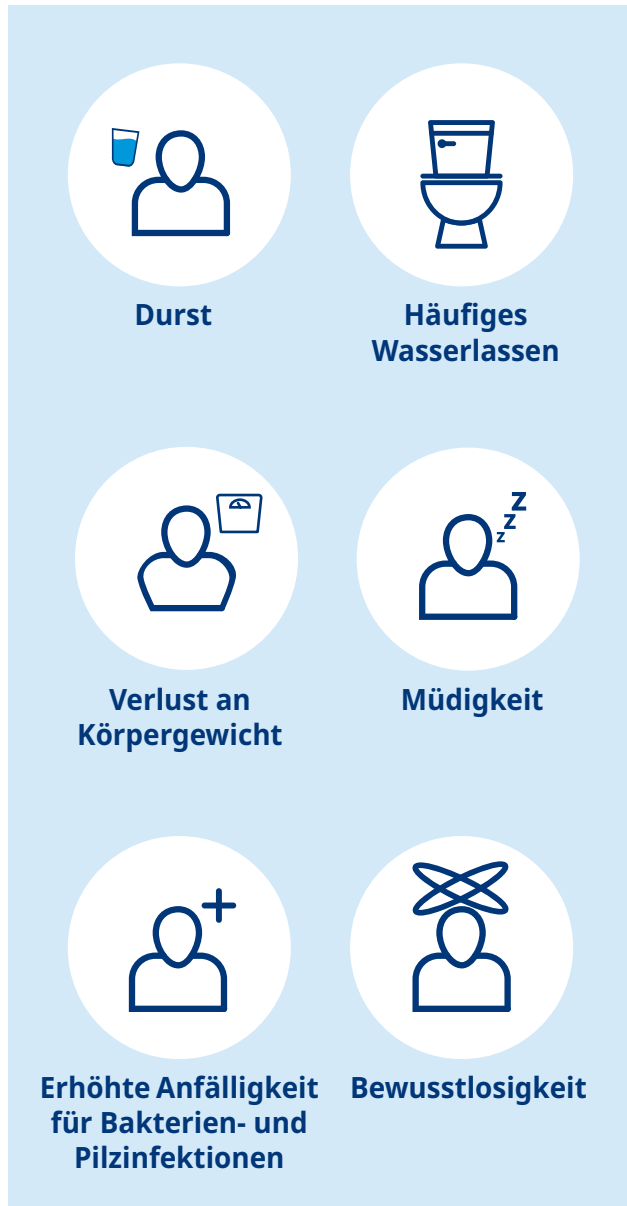 Durst
Häufiges
Wasserlassen
z
z
z
Verlust an
Körpergewicht
Müdigkeit
Erhöhte Anfälligkeit
für Bakterien- und
Pilzinfektionen
Bewusstlosigkeit